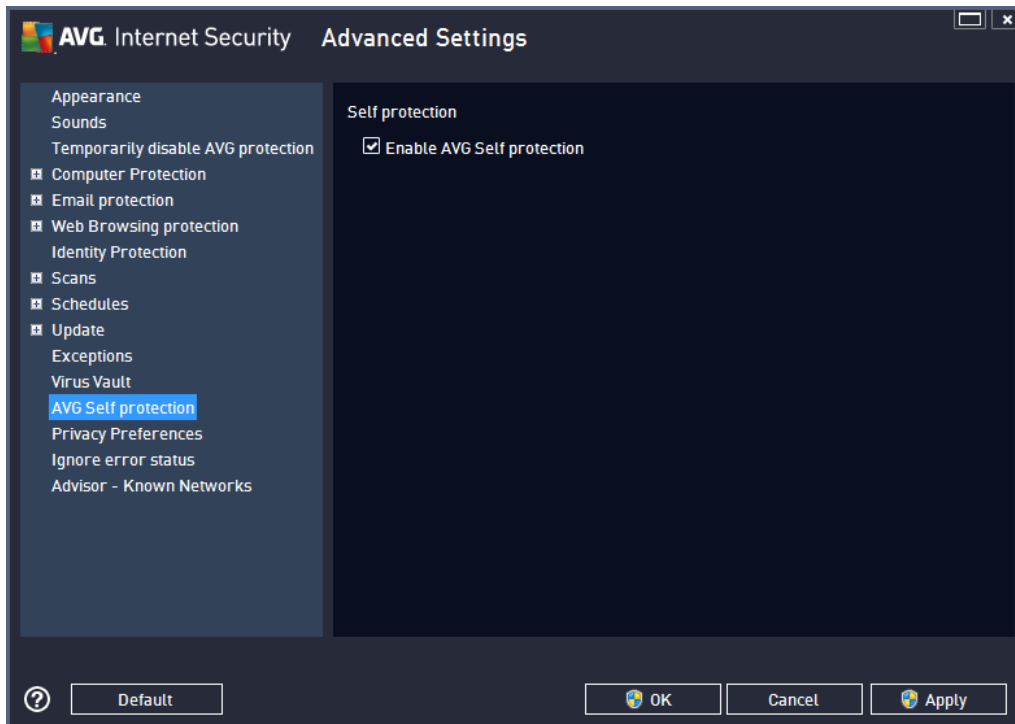 AVG. Internet Security Advanced Settings
Appearance
Sounds
Temporarily disable AVG protection
Computer Protection
Email protection
Web Browsing protection
Identity Protection
Scans
Schedules
Update
Exceptions
Virus Vault
AVG Self protection
Privacy Preferences
Ignore error status
Advisor - Known Networks
Self protection
Enable AVG Self protection
Default
OK
Cancel
Apply